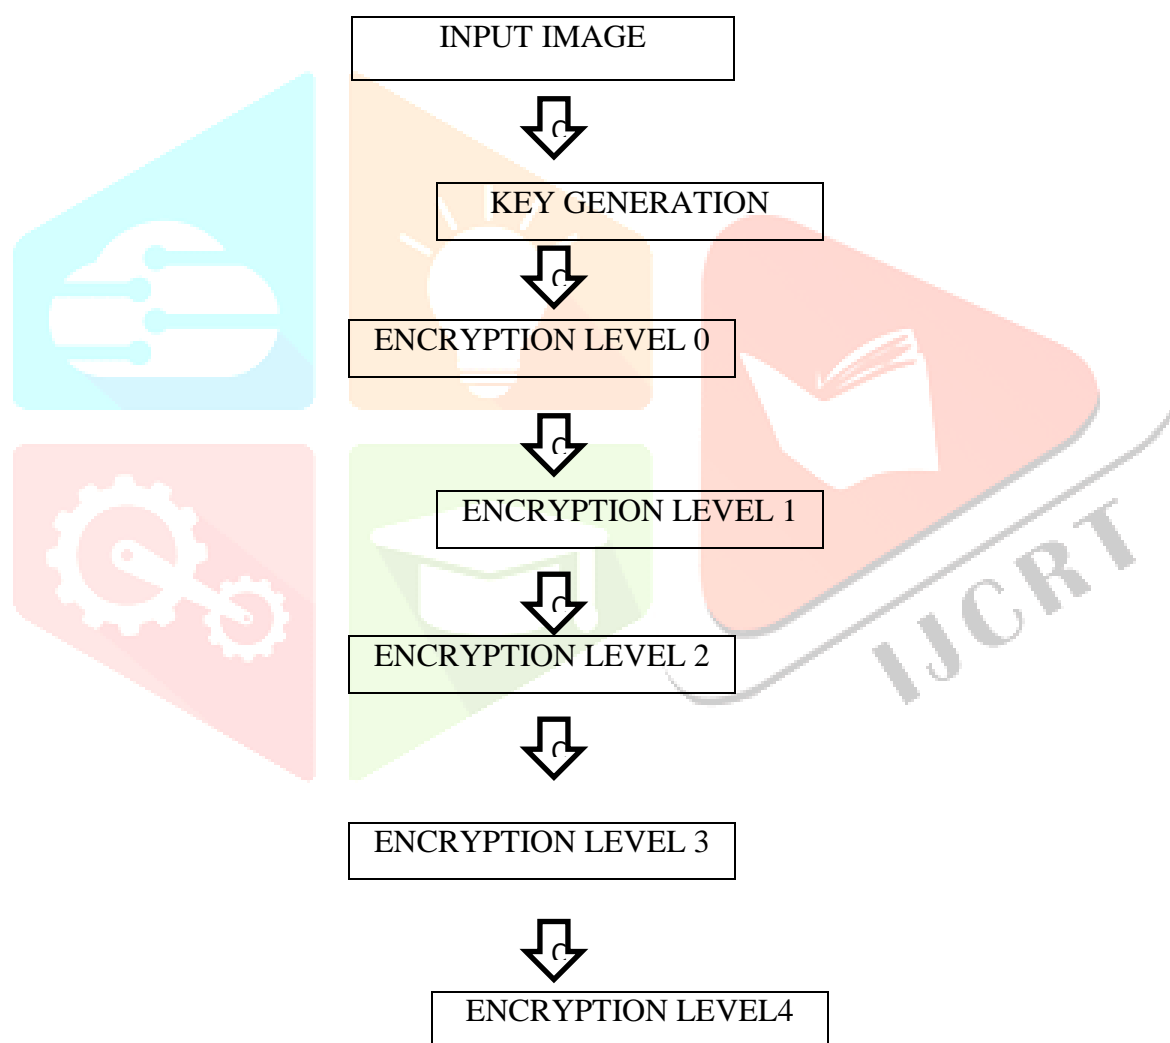 INPUT IMAGE
KEY GENERATION
ENCRYPTION LEVEL 0
ENCRYPTION LEVEL 1
ENCRYPTION LEVEL 2
IJCRT
ENCRYPTION LEVEL 3
ENCRYPTION LEVEL4